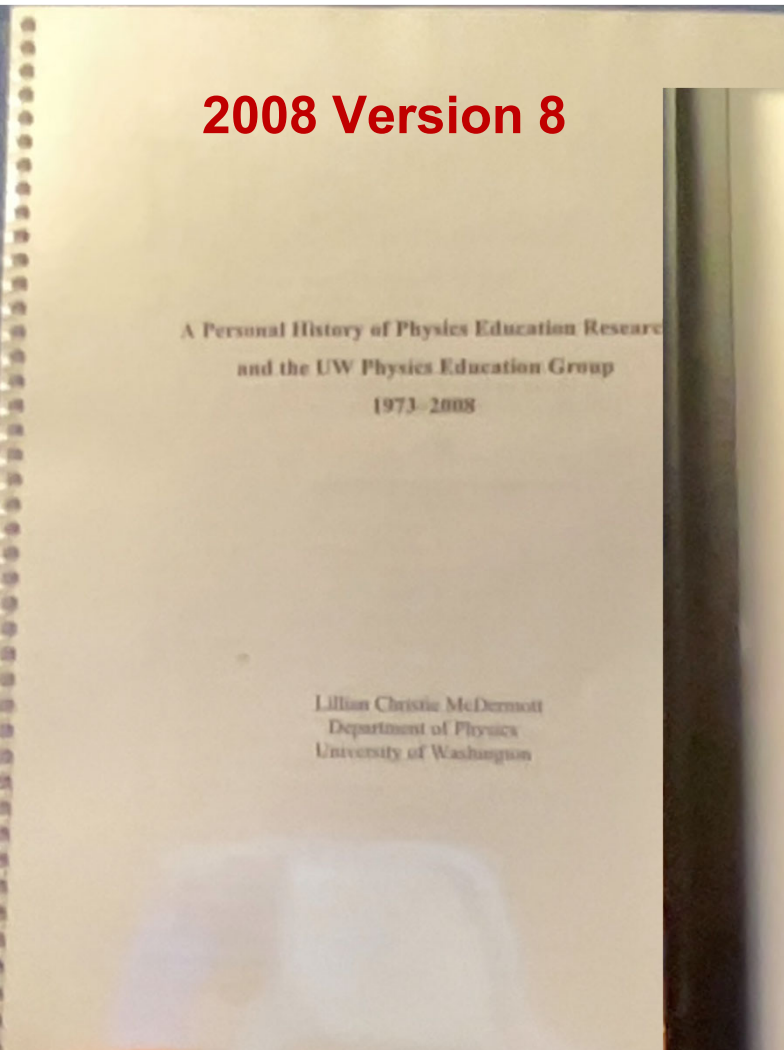 2008 Version 8
A Personal History of Physics Education Researc
and the UW Physics Education Group
1973–2008
Lillian Christie McDermott
Department of Physics
University of Washington